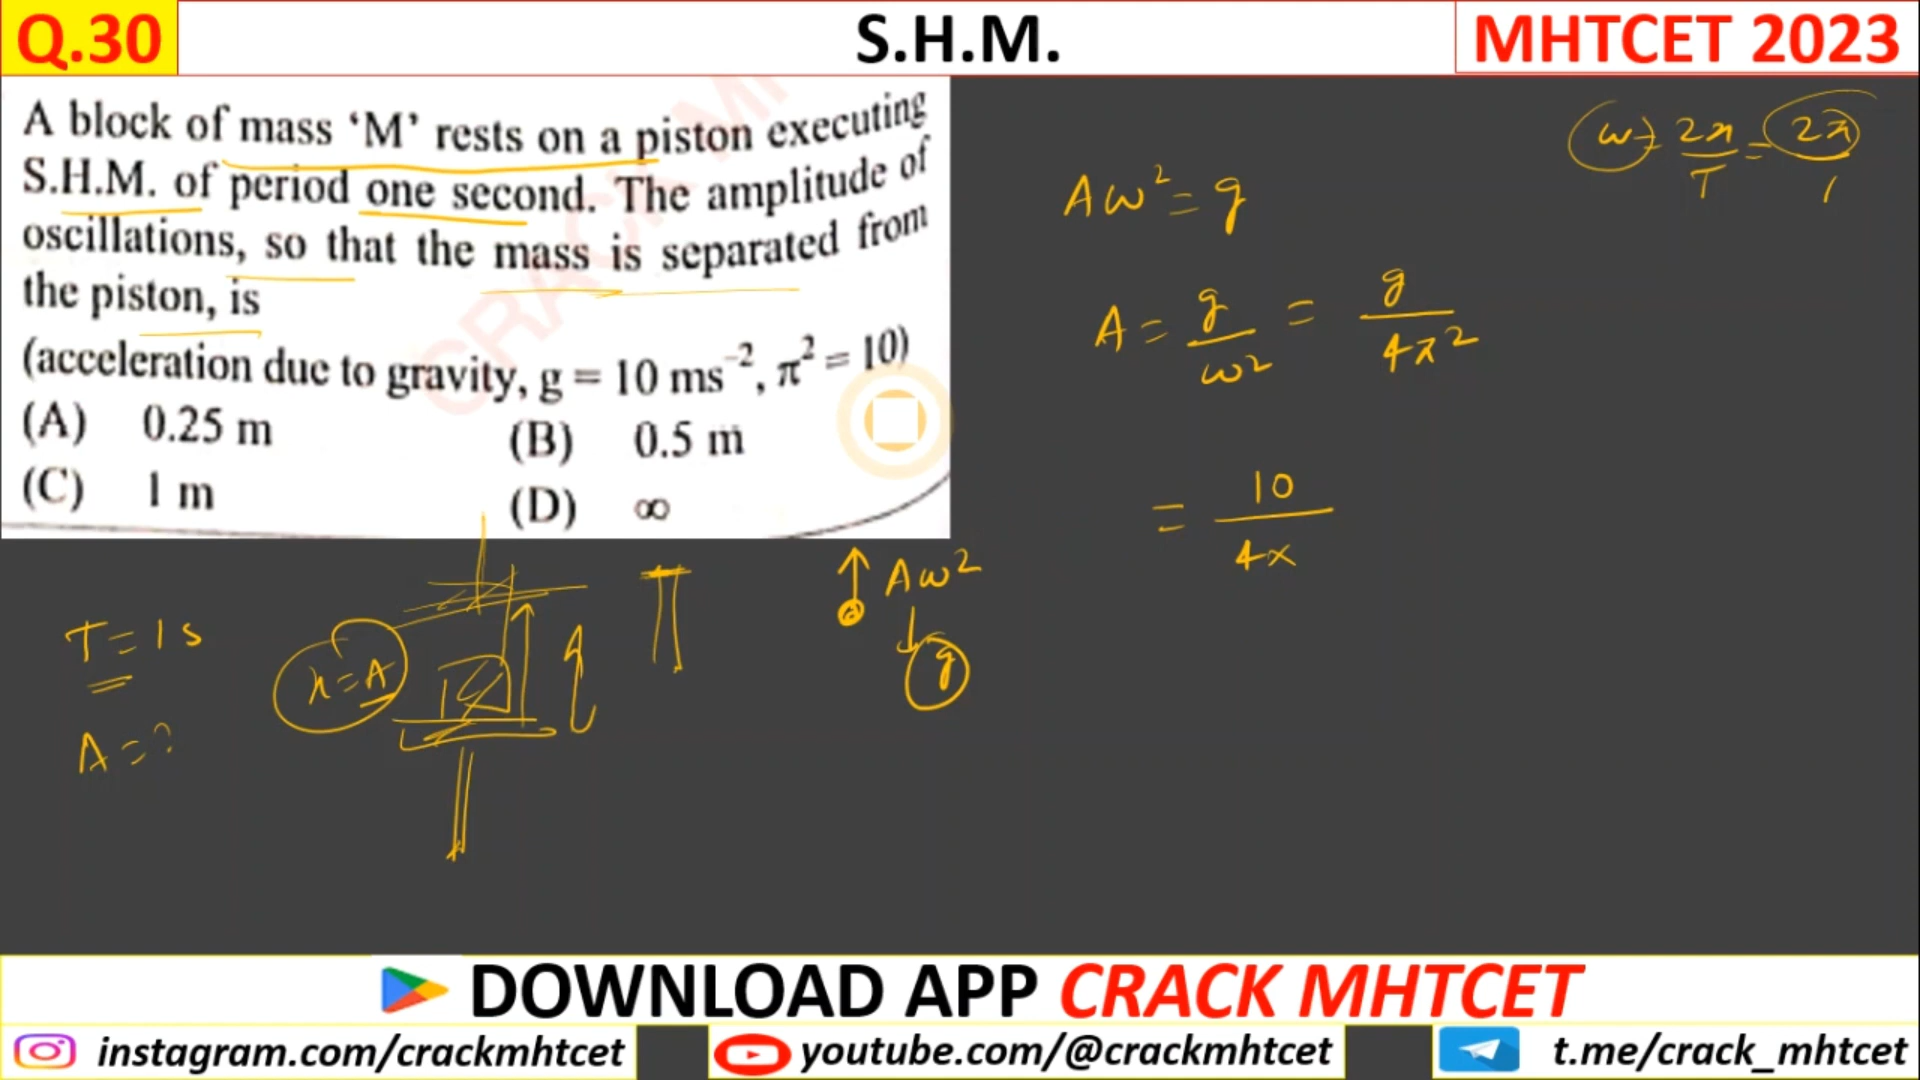 Q.30
S.H.M.
MHTCET 2023
A block of mass ‘M’ rests on a piston executing
S.H.M. of period one second. The amplitude of
oscillations, so that the mass is separated from
the piston, is
(acceleration due to gravity, g = 10 ms⁻², π² = 10)
(A) 0.25 m (B) 0.5 m
(C) 1 m (D) ∞
T = 1 s
A = ?
x = A
Aω²
g
Aω² = g
ω = 2π/T = 2π/1
A = g/ω² = g/4π²
= 10/4×
DOWNLOAD APP CRACK MHTCET
instagram.com/crackmhtcet
youtube.com/@crackmhtcet
t.me/crack_mhtcet